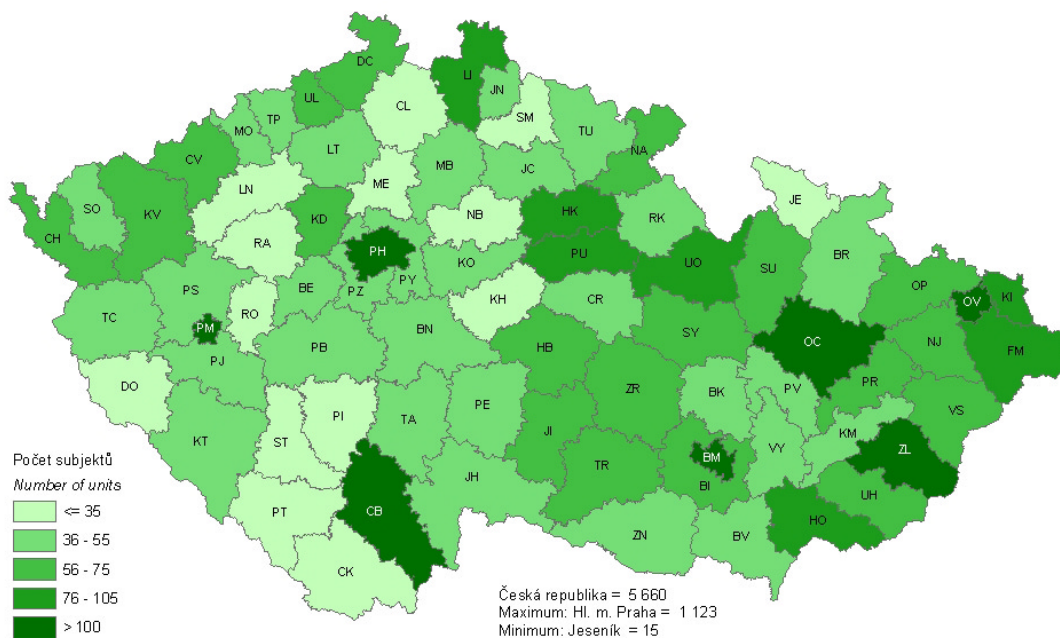 DC
LI
JN
UL
CL
SM
TP
MO
TU
LT
MB
NA
CV
JC
ME
LN
JE
SO
KV
NB
HK
KD
RK
CH
RA
BR
PH
PU
UO
SU
KO
OP
PY
PZ
BE
PS
KH
CR
OV
KI
TC
RO
PM
BN
SY
OC
NJ
FM
PB
HB
PJ
PR
DO
ZR
BK
PV
PI
TA
PE
VS
KT
ST
JI
KM
ZL
VY
BM
TR
JH
BI
UH
PT
CB
HO
ZN
BV
CK
Počet subjektů
Number of units
<= 35
36 - 55
56 - 75
76 - 105
> 100
Česká republika = 5 660
Maximum: Hl. m. Praha = 1 123
Minimum: Jeseník = 15